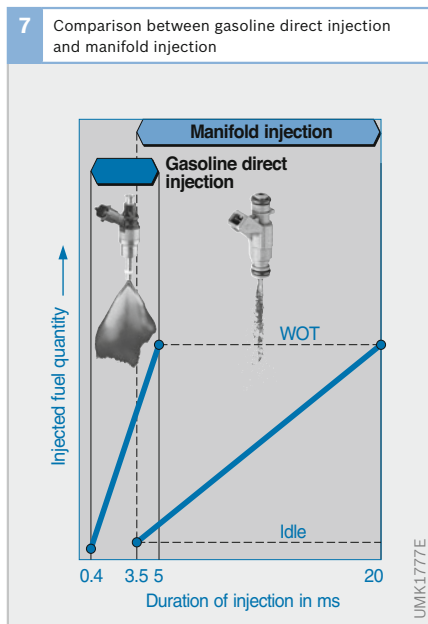 7
Comparison between gasoline direct injection
and manifold injection
Manifold injection
Gasoline direct
injection
Injected fuel quantity
WOT
Idle
0.4 3.5 5 20
Duration of injection in ms
UMK1777E